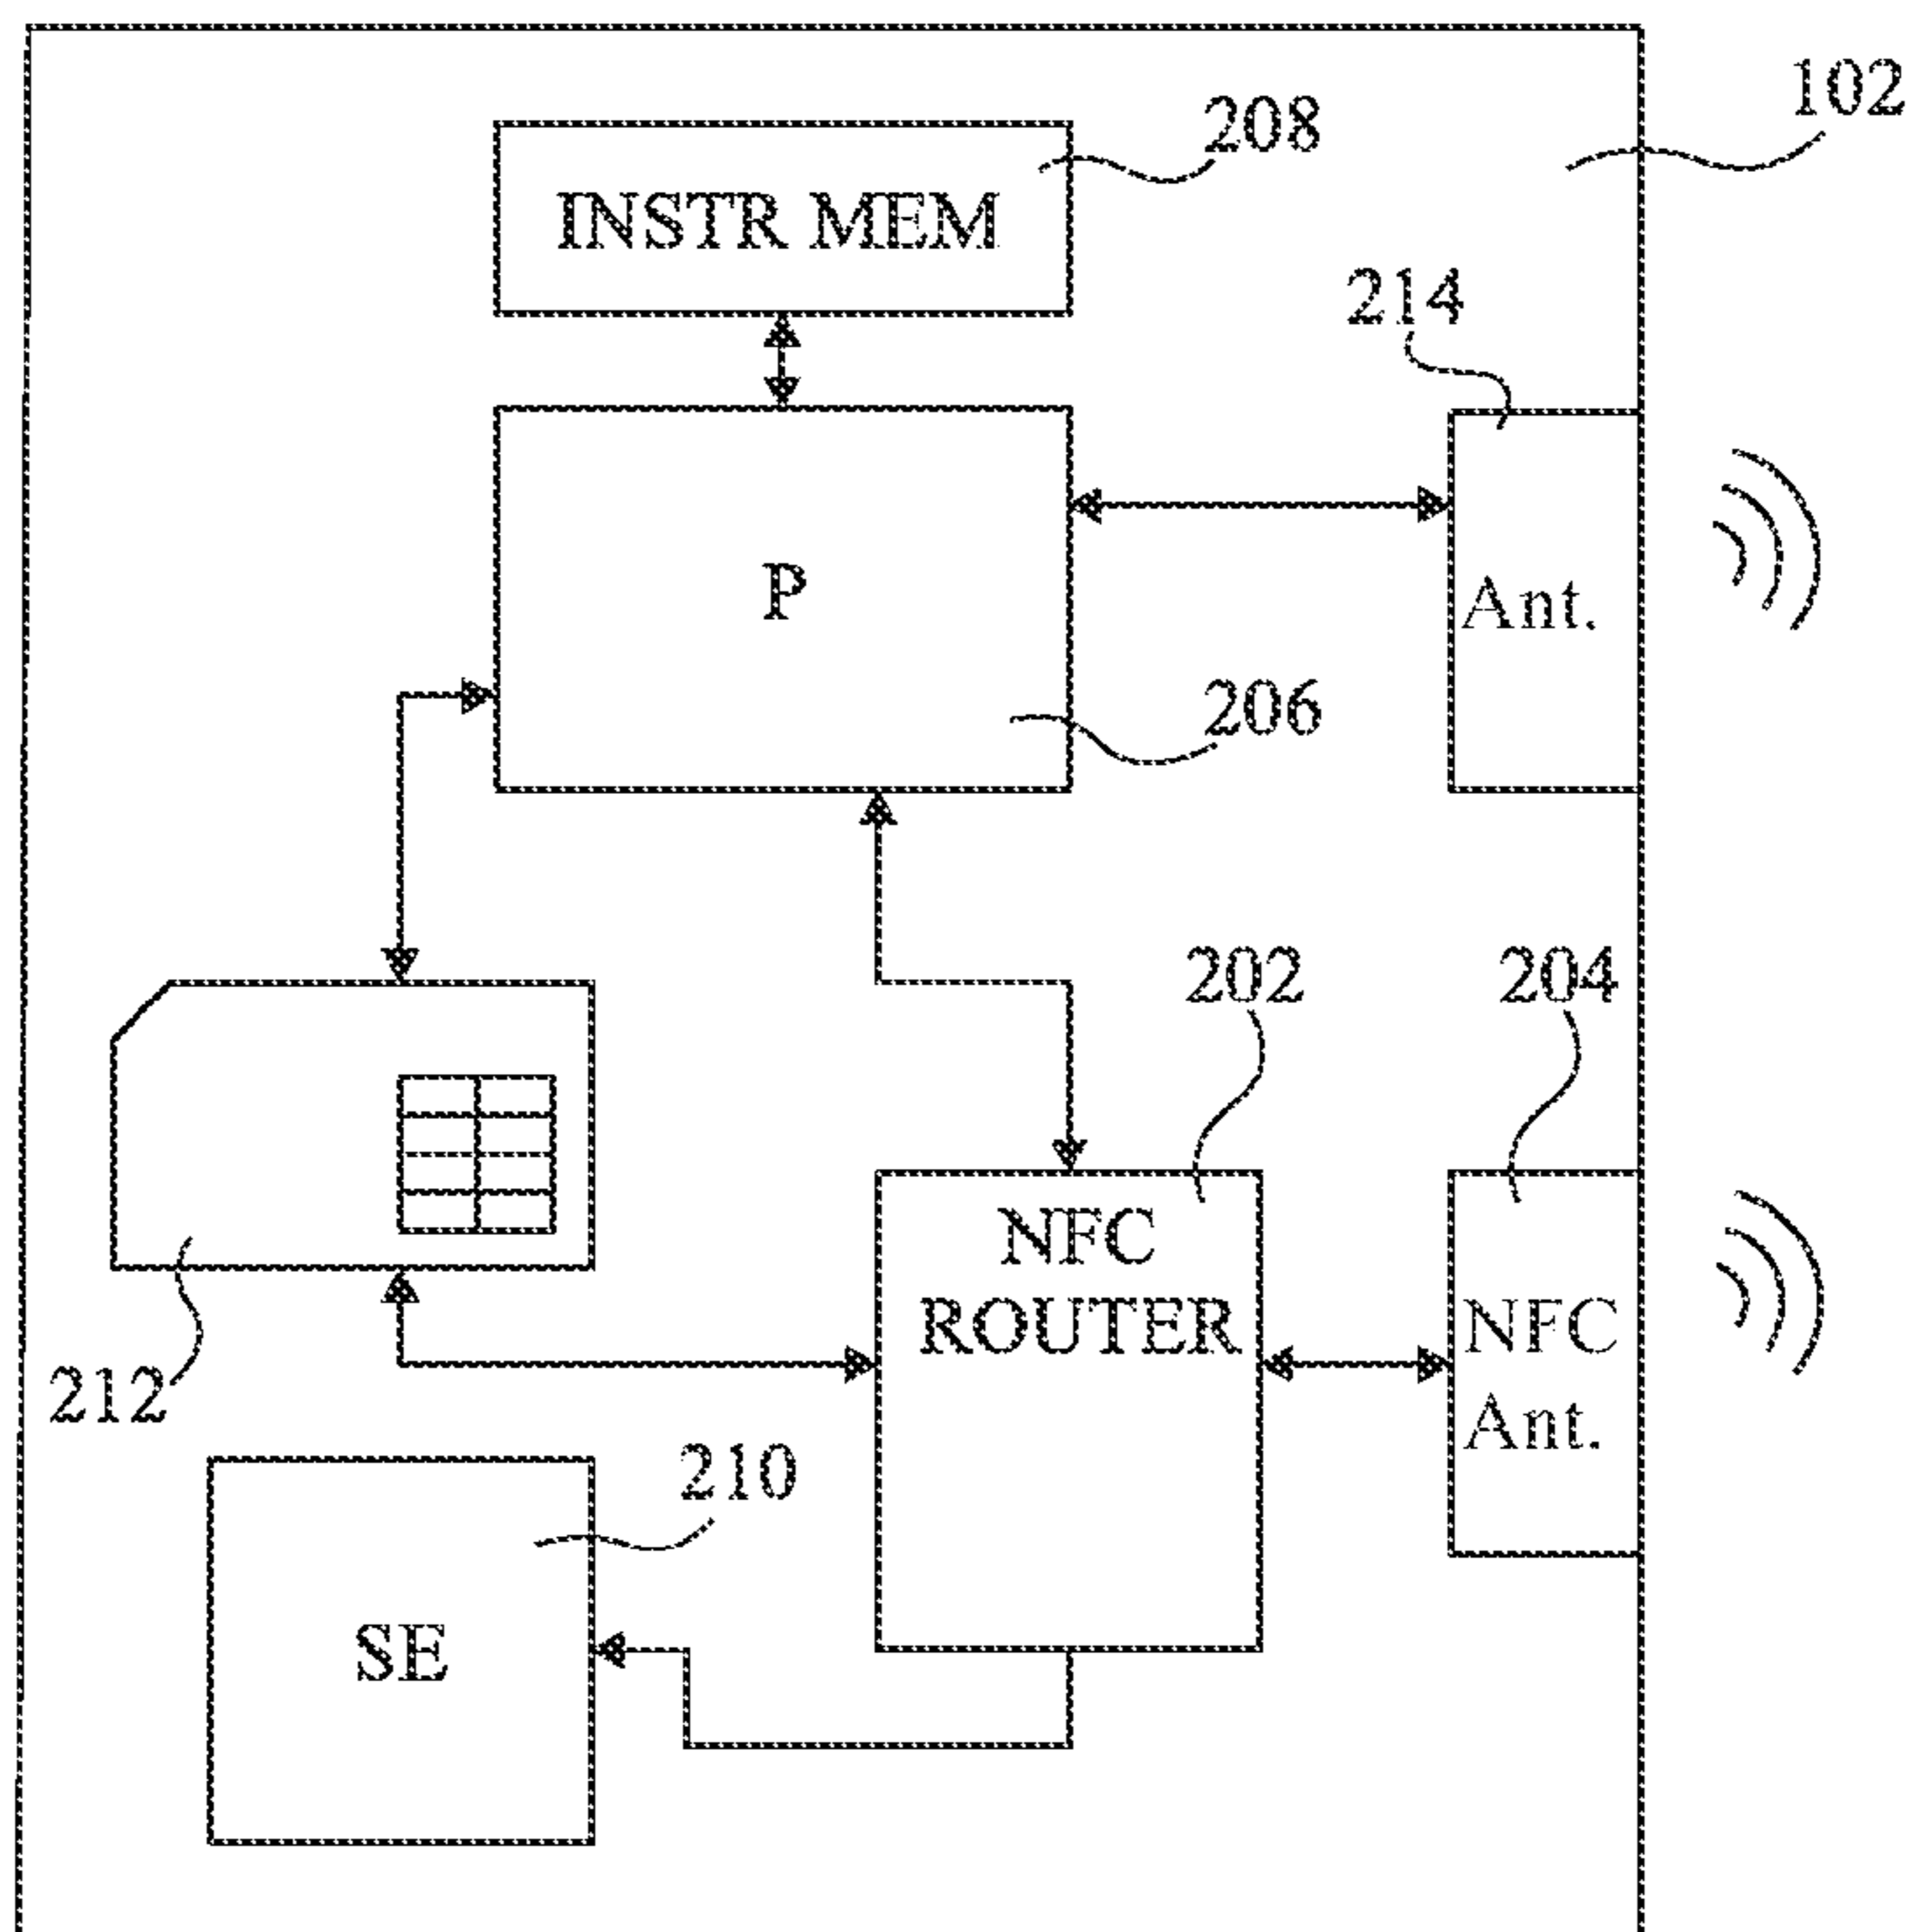 102
208
INSTR MEM
214
P
Ant.
206
202
204
NFC
ROUTER
NFC
Ant.
212
210
SE